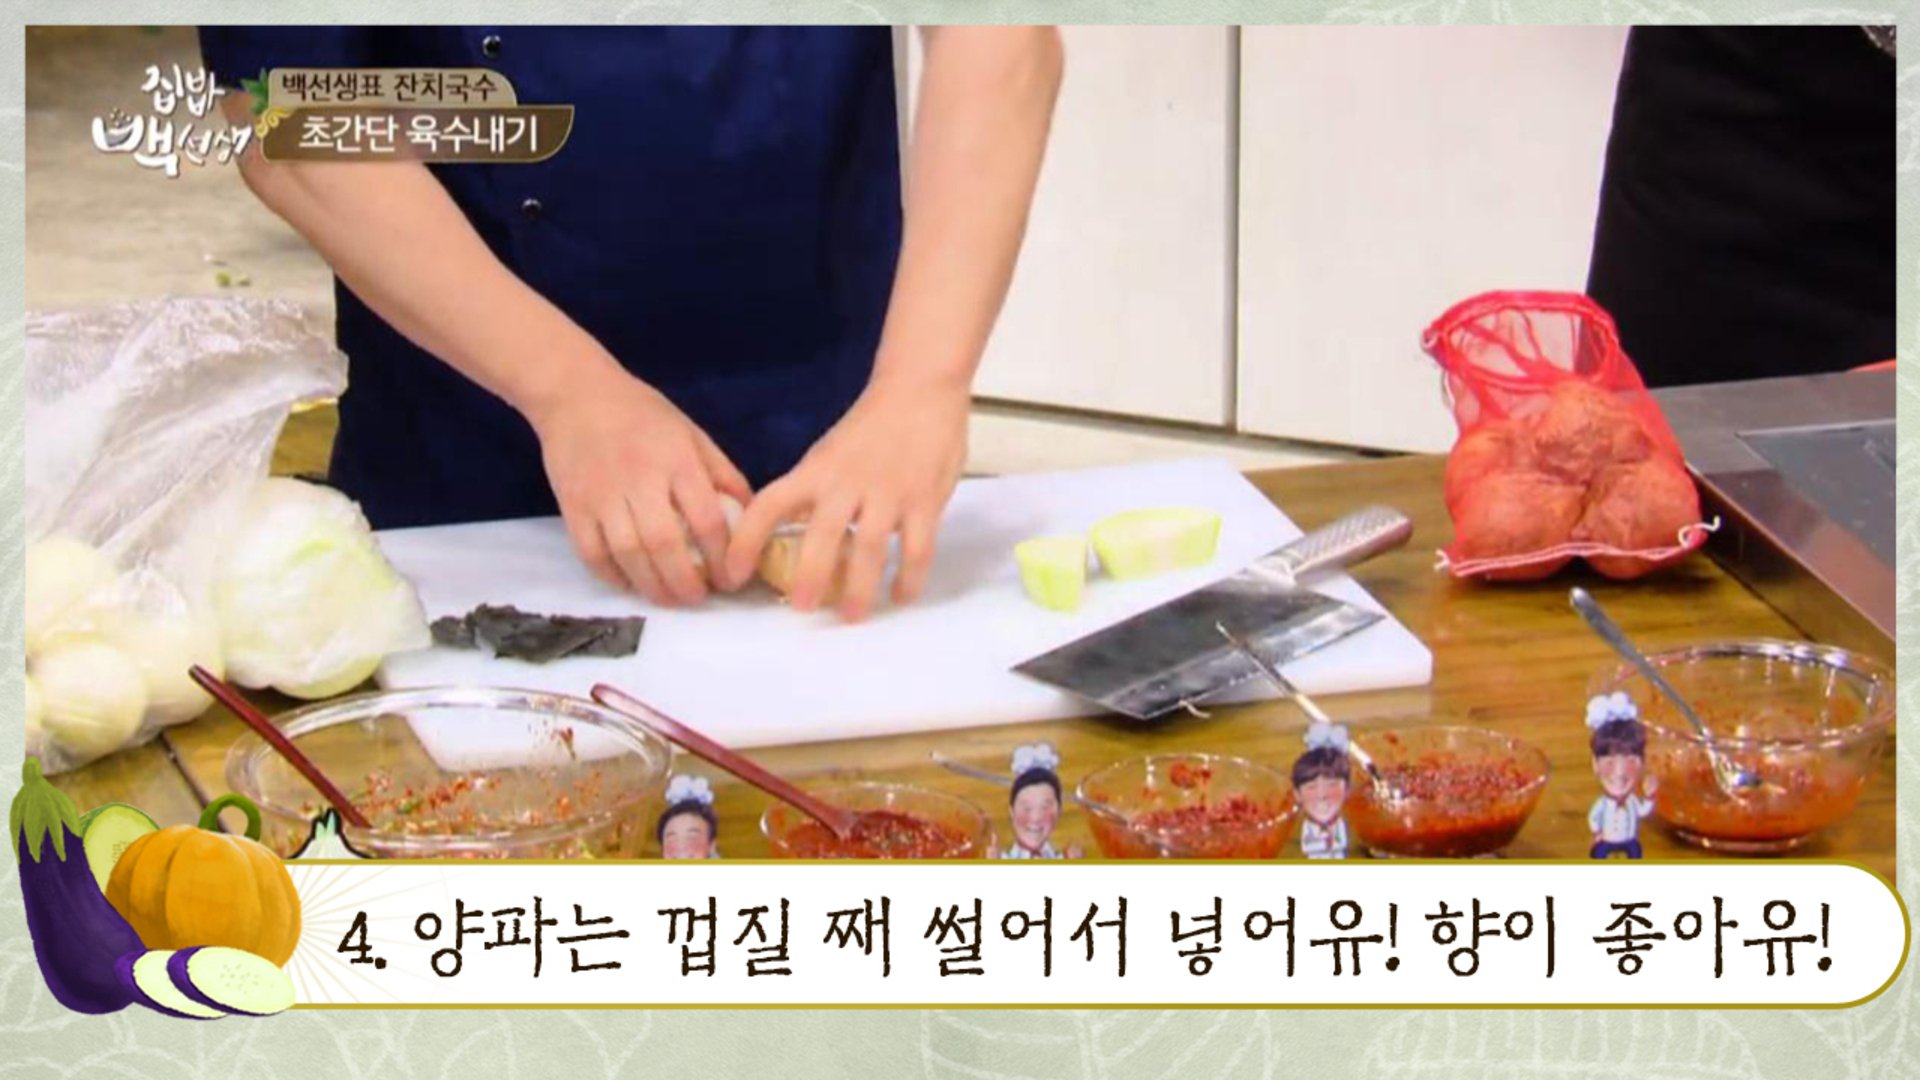 집밥
백선생
백선생표 잔치국수
초간단 육수내기
4. 양파는 껍질 째 썰어서 넣어유! 향이 좋아유!